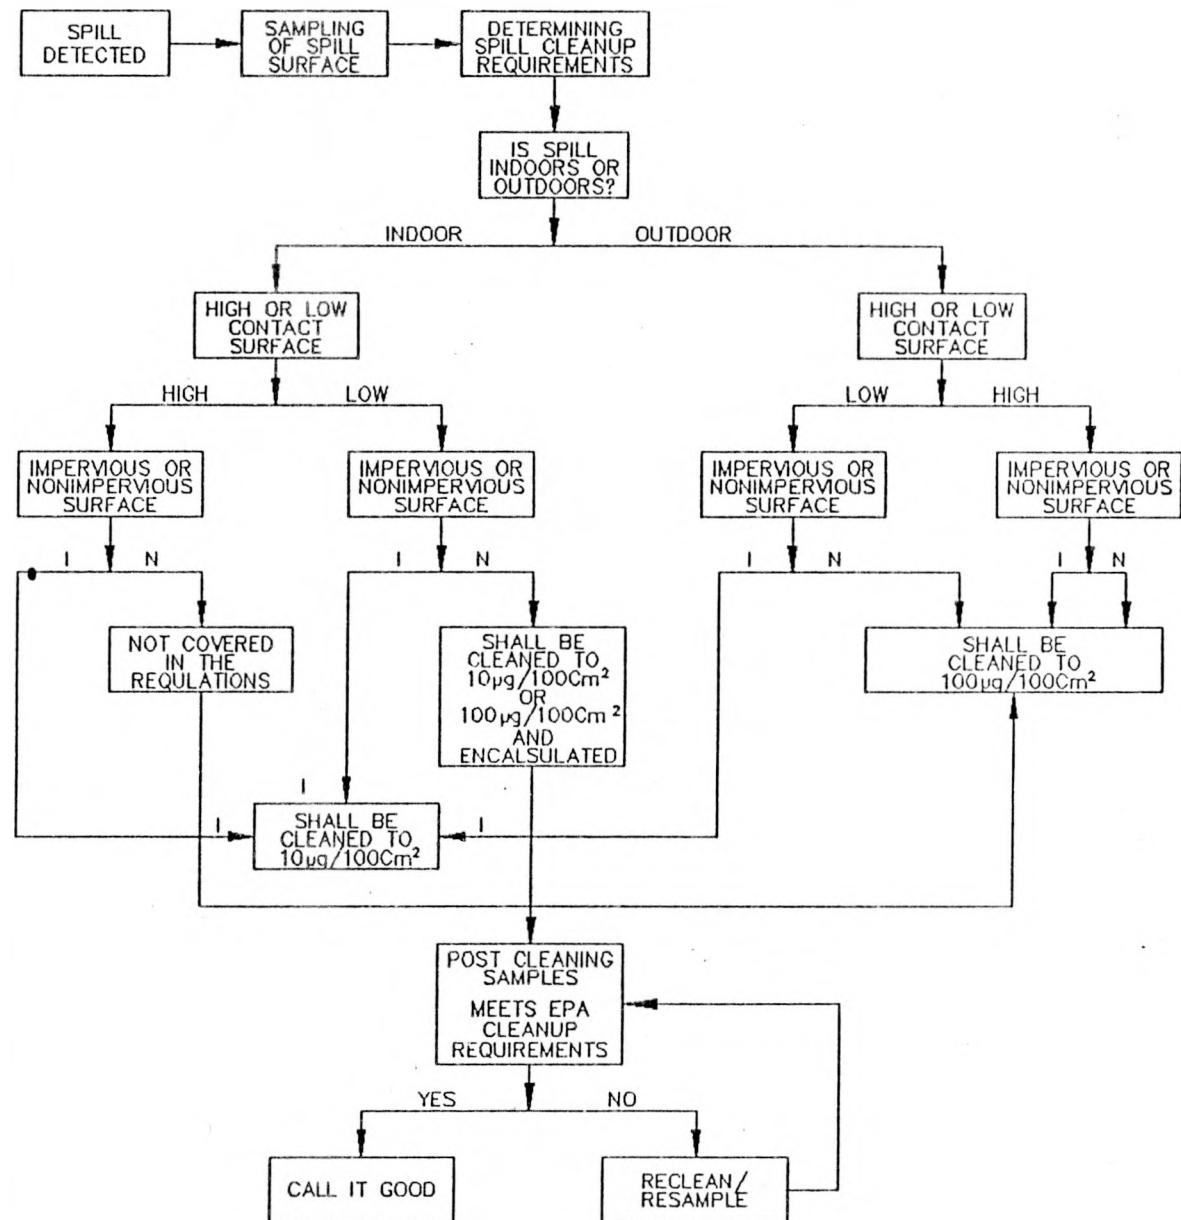 SPILL
DETECTED
SAMPLING
OF SPILL
SURFACE
DETERMINING
SPILL CLEANUP
REQUIREMENTS
IS SPILL
INDOORS OR
OUTDOORS?
INDOOR
OUTDOOR
HIGH OR LOW
CONTACT
SURFACE
HIGH OR LOW
CONTACT
SURFACE
HIGH
LOW
LOW
HIGH
IMPERVIOUS OR
NONIMPERVIOUS
SURFACE
IMPERVIOUS OR
NONIMPERVIOUS
SURFACE
IMPERVIOUS OR
NONIMPERVIOUS
SURFACE
IMPERVIOUS OR
NONIMPERVIOUS
SURFACE
I
N
I
N
I
N
I
N
NOT COVERED
IN THE
REQULATIONS
SHALL BE
CLEANED TO
10µg/100Cm²
OR
100µg/100Cm²
AND
ENCALSULATED
SHALL BE
CLEANED TO
100µg/100Cm²
I
I
SHALL BE
CLEANED TO
10µg/100Cm²
I
POST CLEANING
SAMPLES
MEETS EPA
CLEANUP
REQUIREMENTS
YES
NO
CALL IT GOOD
RECLEAN/
RESAMPLE